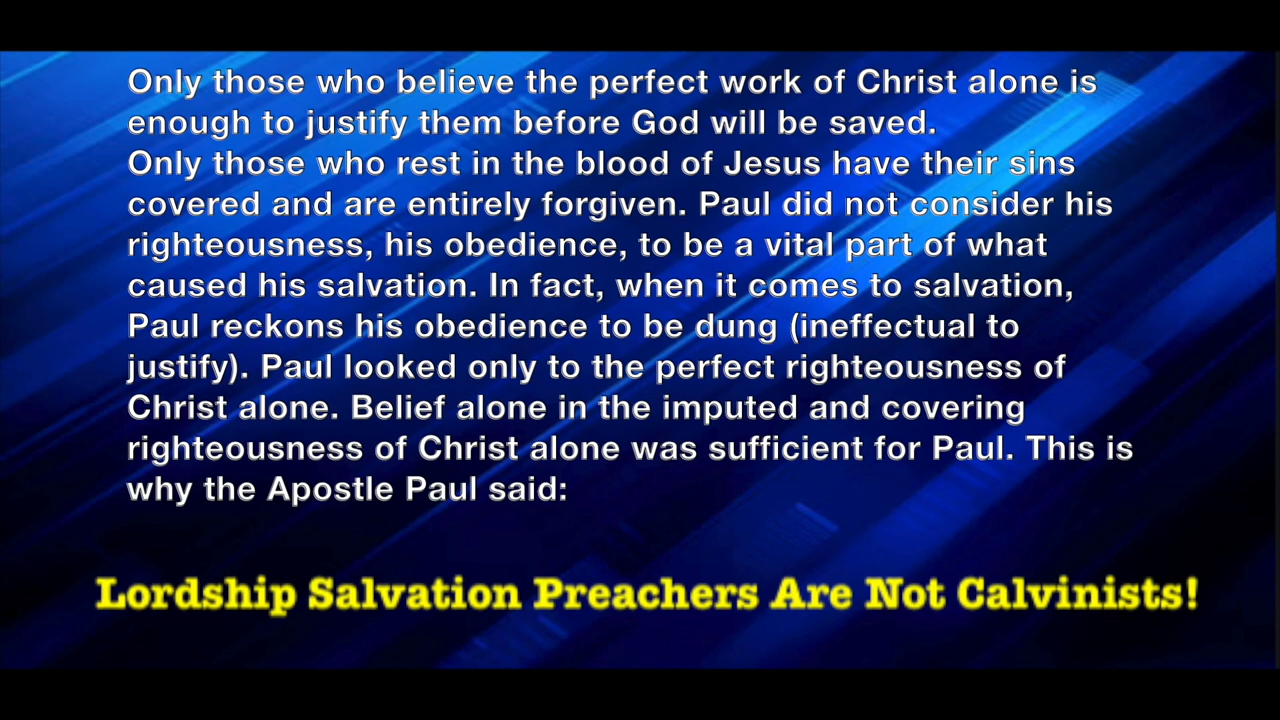 Only those who believe the perfect work of Christ alone is
enough to justify them before God will be saved.
Only those who rest in the blood of Jesus have their sins
covered and are entirely forgiven. Paul did not consider his
righteousness, his obedience, to be a vital part of what
caused his salvation. In fact, when it comes to salvation,
Paul reckons his obedience to be dung (ineffectual to
justify). Paul looked only to the perfect righteousness of
Christ alone. Belief alone in the imputed and covering
righteousness of Christ alone was sufficient for Paul. This is
why the Apostle Paul said:
Lordship Salvation Preachers Are Not Calvinists!